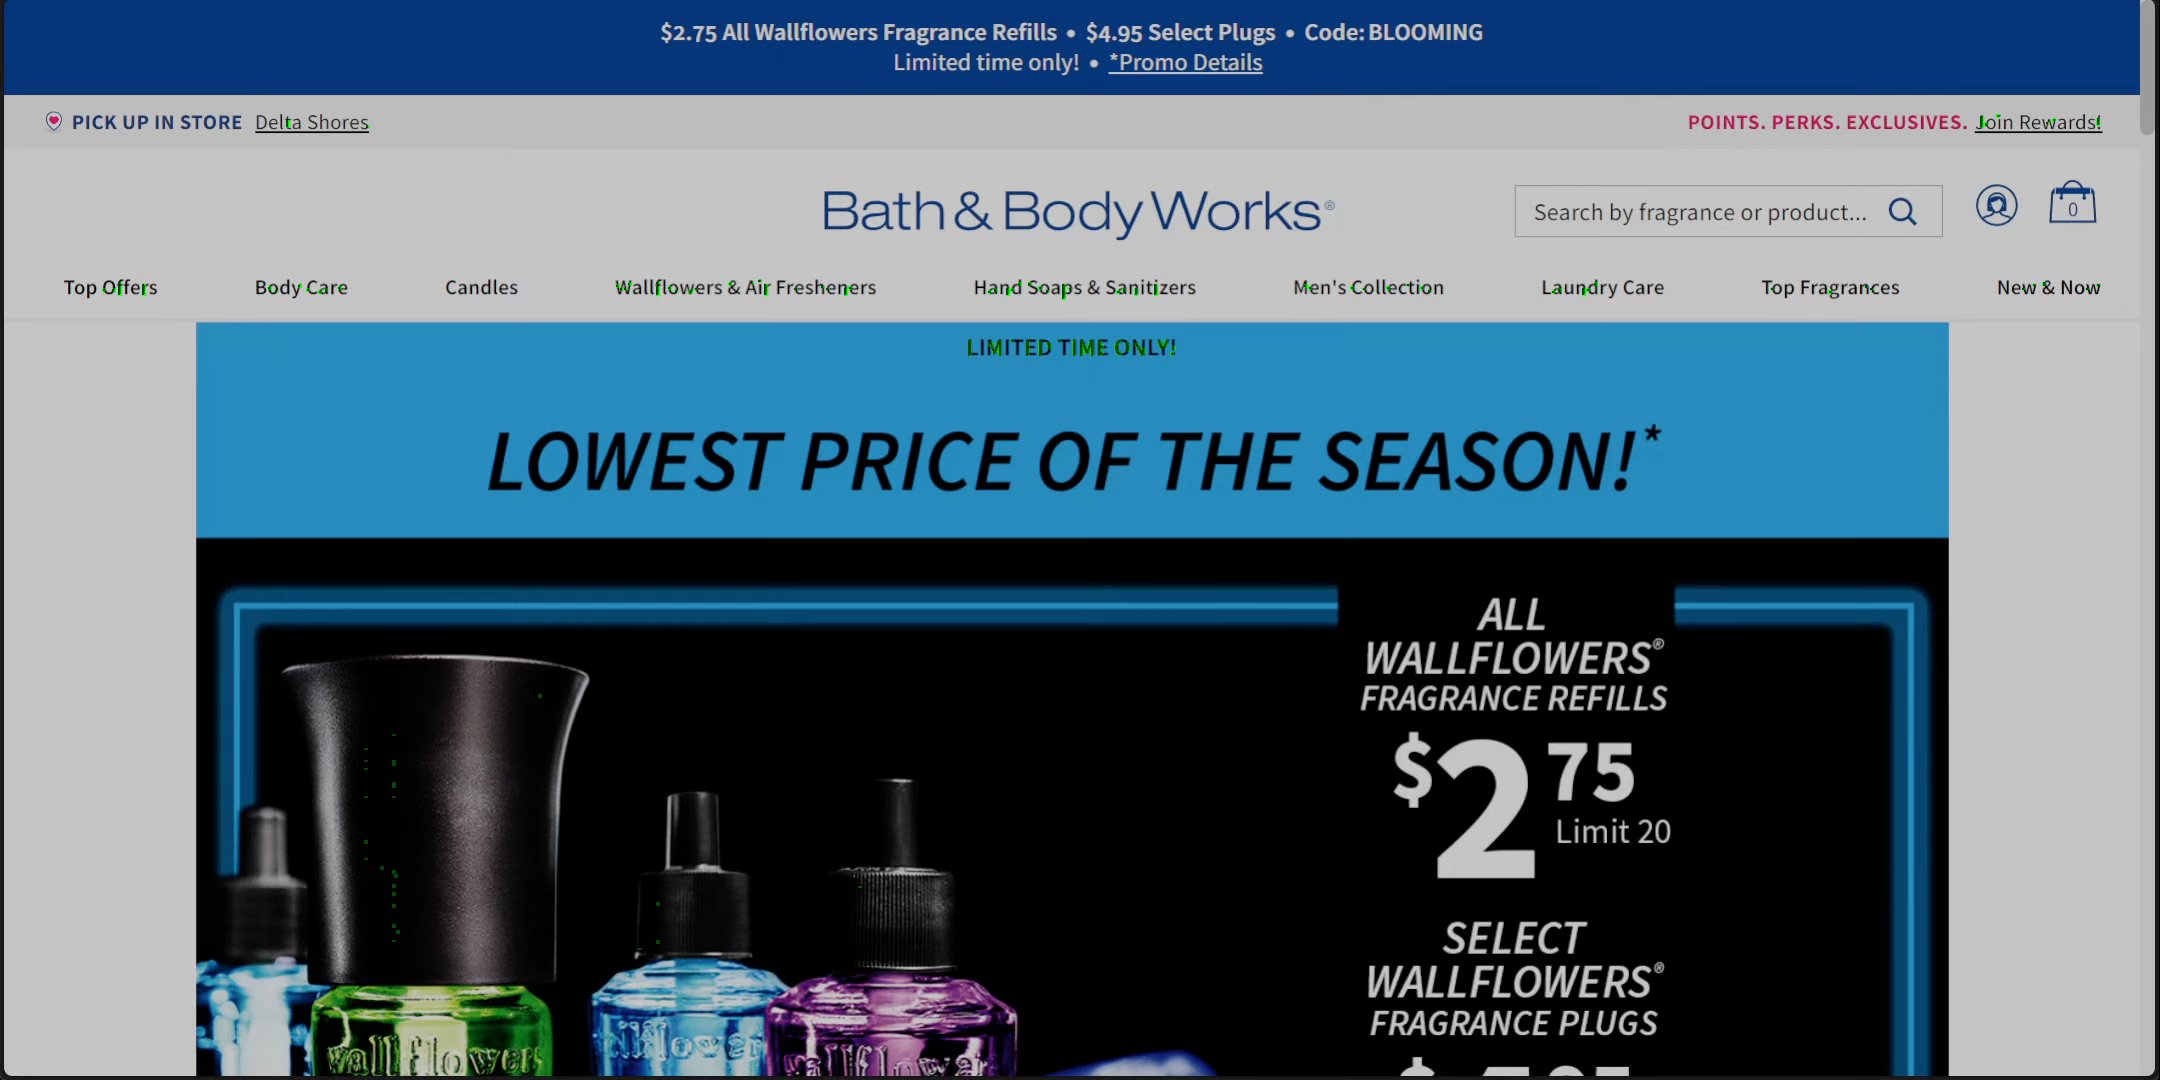 $2.75 All Wallflowers Fragrance Refills • $4.95 Select Plugs • Code: BLOOMING
Limited time only! • *Promo Details
PICK UP IN STORE Delta Shores
POINTS. PERKS. EXCLUSIVES. Join Rewards!
Bath & Body Works®
Search by fragrance or product...
0
Top Offers
Body Care
Candles
Wallflowers & Air Fresheners
Hand Soaps & Sanitizers
Men's Collection
Laundry Care
Top Fragrances
New & Now
LIMITED TIME ONLY!
LOWEST PRICE OF THE SEASON!*
ALL
WALLFLOWERS®
FRAGRANCE REFILLS
$2 75
Limit 20
SELECT
WALLFLOWERS®
FRAGRANCE PLUGS
wallflowers
wallflower
wallflower